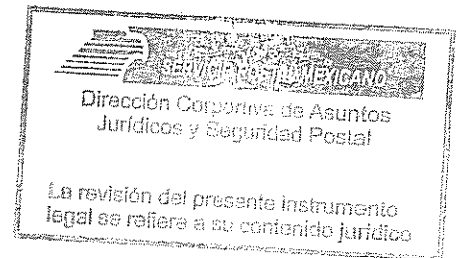 SERVICIO POSTAL MEXICANO
Dirección Corporativa de Asuntos
Jurídicos y Seguridad Postal
La revisión del presente instrumento
legal se refiere a su contenido jurídico